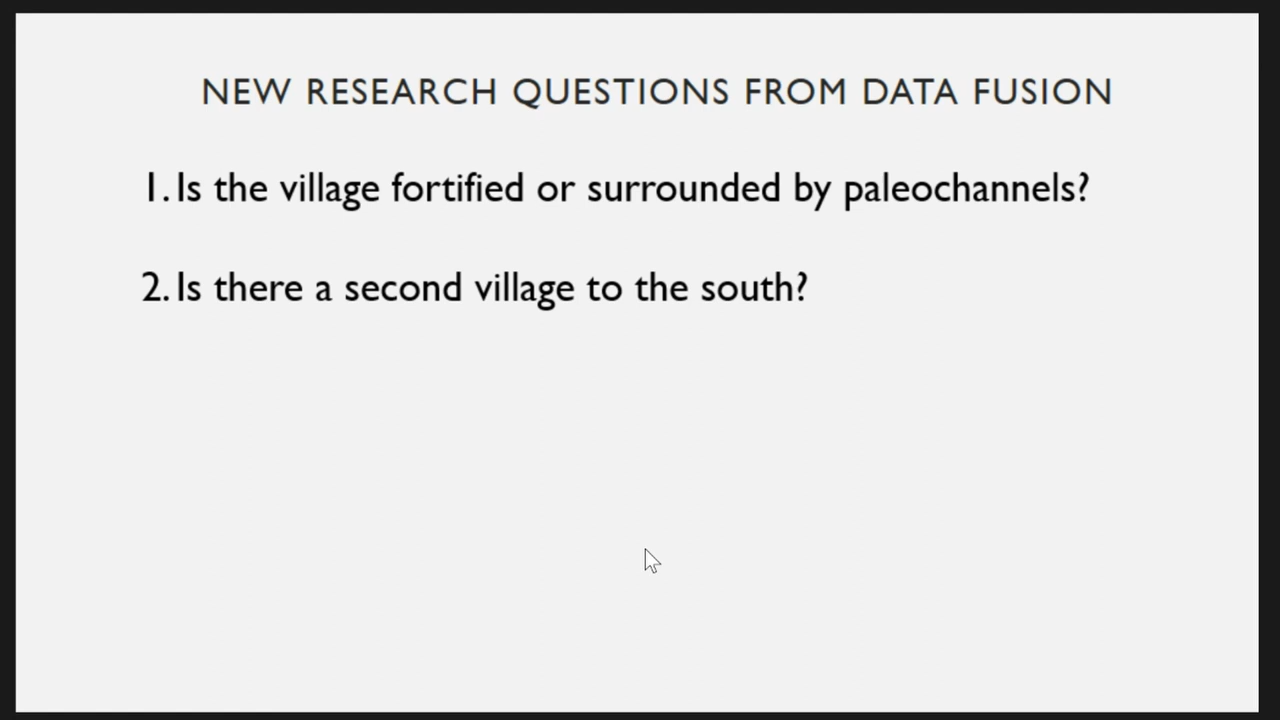 NEW RESEARCH QUESTIONS FROM DATA FUSION
1. Is the village fortified or surrounded by paleochannels?
2. Is there a second village to the south?